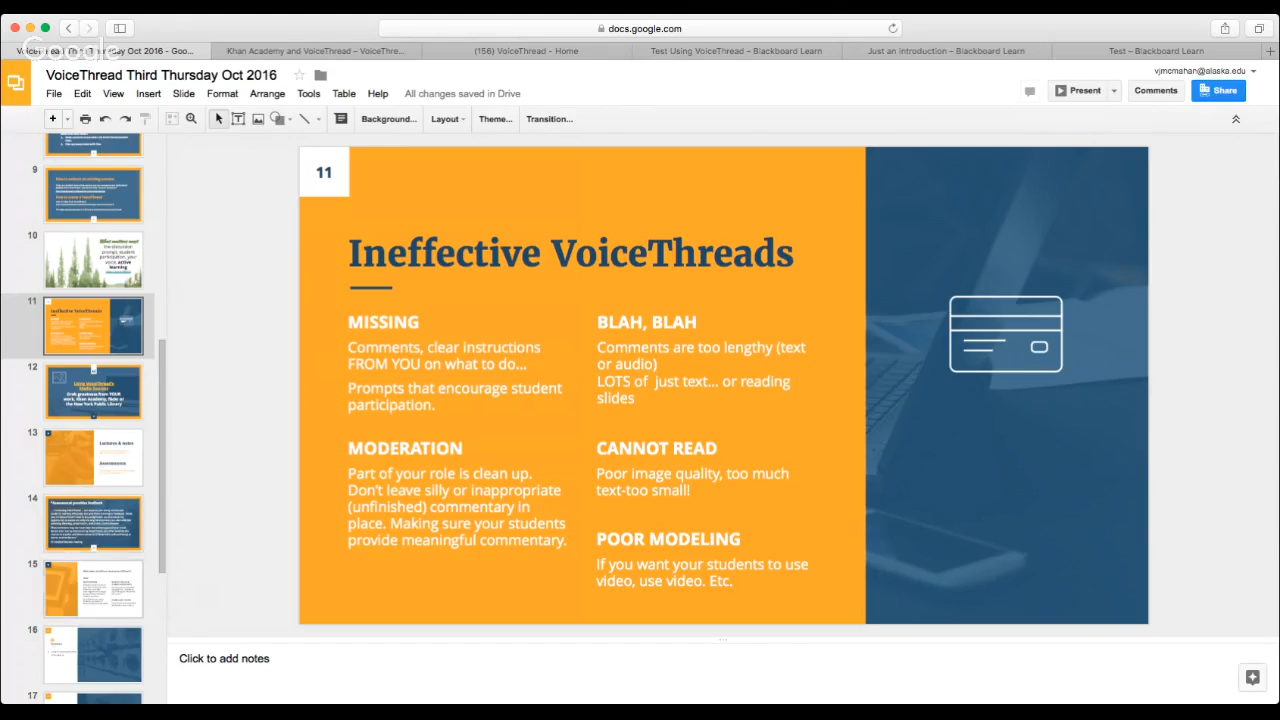 docs.google.com
Google
VoiceThread Third Thursday Oct 2016 - Goo...
Khan Academy and VoiceThread – VoiceThre...
(156) VoiceThread - Home
Test Using VoiceThread – Blackboard Learn
Just an Introduction – Blackboard Learn
Test – Blackboard Learn
VoiceThread Third Thursday Oct 2016
vjmcmahan@alaska.edu
File Edit View Insert Slide Format Arrange Tools Table Help All changes saved in Drive
Present
Comments
Share
Background... Layout Theme... Transition...
9
10
11
12
13
14
15
16
17
11
Ineffective VoiceThreads
MISSING
Comments, clear instructions
FROM YOU on what to do...
Prompts that encourage student
participation.
MODERATION
Part of your role is clean up.
Don't leave silly or inappropriate
(unfinished) commentary in
place. Making sure your students
provide meaningful commentary.
BLAH, BLAH
Comments are too lengthy (text
or audio)
LOTS of just text... or reading
slides
CANNOT READ
Poor image quality, too much
text-too small!
POOR MODELING
If you want your students to use
video, use video. Etc.
Click to add notes